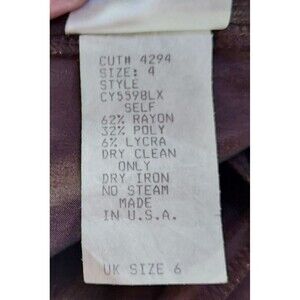 CUT# 4294
SIZE: 4
STYLE
CY5598LX
SELF
62% RAYON
32% POLY
6% LYCRA
DRY CLEAN
ONLY
DRY IRON
NO STEAM
MADE
IN U.S.A.
UK SIZE 6